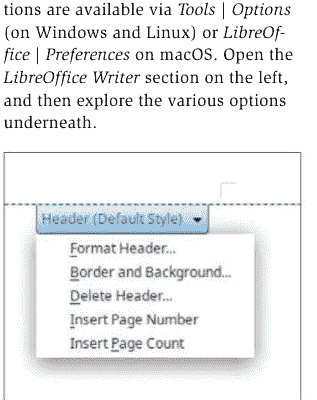 tions are available via Tools | Options
(on Windows and Linux) or LibreOf-
fice | Preferences on macOS. Open the
LibreOffice Writer section on the left,
and then explore the various options
underneath.
Header (Default Style)
Format Header...
Border and Background...
Delete Header...
Insert Page Number
Insert Page Count